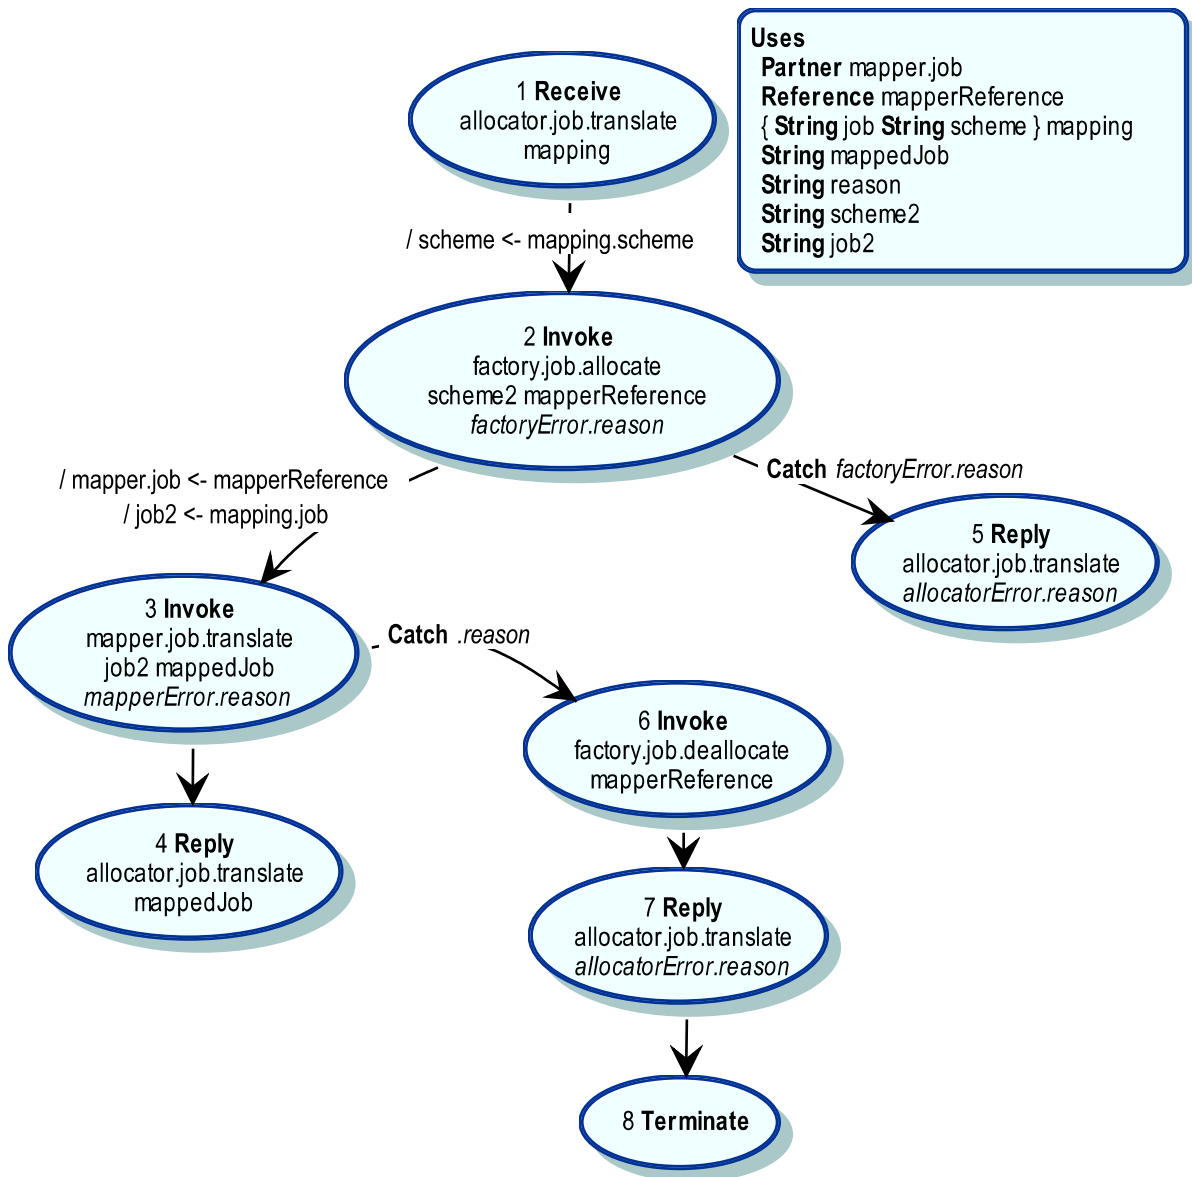 Uses
Partner mapper.job
Reference mapperReference
{ String job String scheme } mapping
String mappedJob
String reason
String scheme2
String job2
1 Receive
allocator.job.translate
mapping
/ scheme <- mapping.scheme
2 Invoke
factory.job.allocate
scheme2 mapperReference
factoryError.reason
/ mapper.job <- mapperReference
/ job2 <- mapping.job
Catch factoryError.reason
5 Reply
allocator.job.translate
allocatorError.reason
3 Invoke
mapper.job.translate
job2 mappedJob
mapperError.reason
Catch .reason
6 Invoke
factory.job.deallocate
mapperReference
4 Reply
allocator.job.translate
mappedJob
7 Reply
allocator.job.translate
allocatorError.reason
8 Terminate